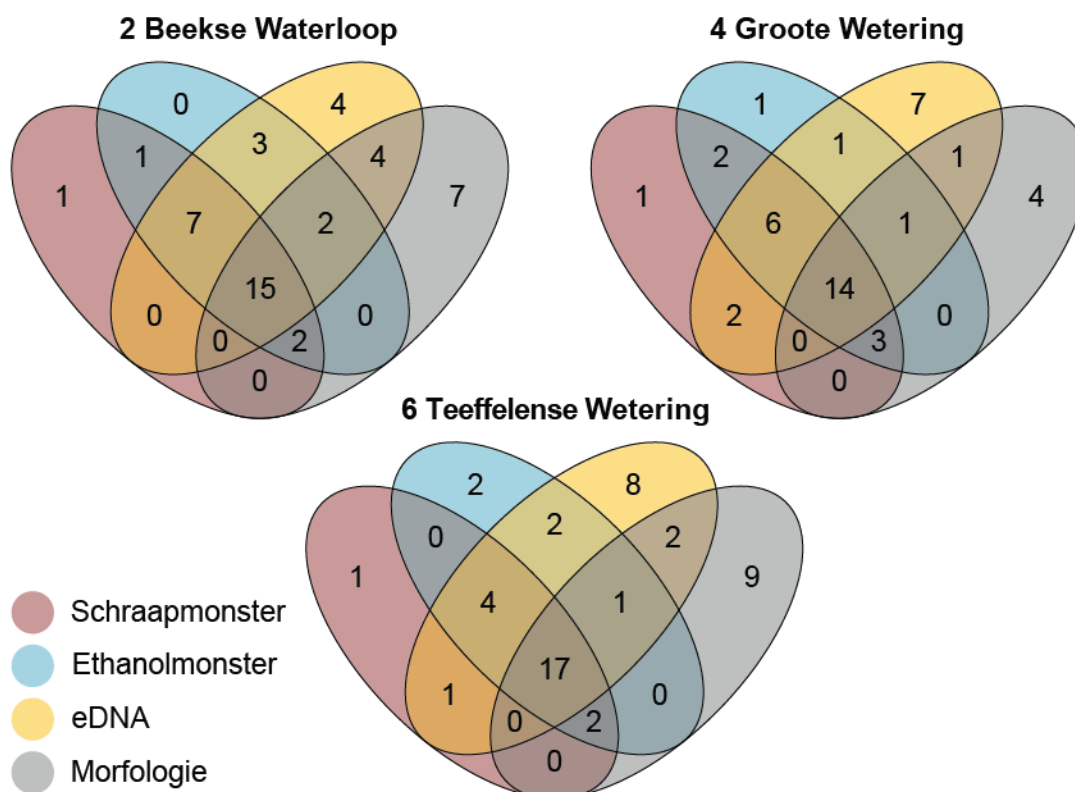 2 Beekse Waterloop
4 Groote Wetering
0 4
1 3 4
1 7
7 2
15
0 0
0 2
0
1 7
2 1 1
1 4
6 1
14
2 0
0 3
0
6 Teeffelense Wetering
2 8
0 2 2
1 9
4 1
17
1 0
0 2
0
Schraapmonster
Ethanolmonster
eDNA
Morfologie